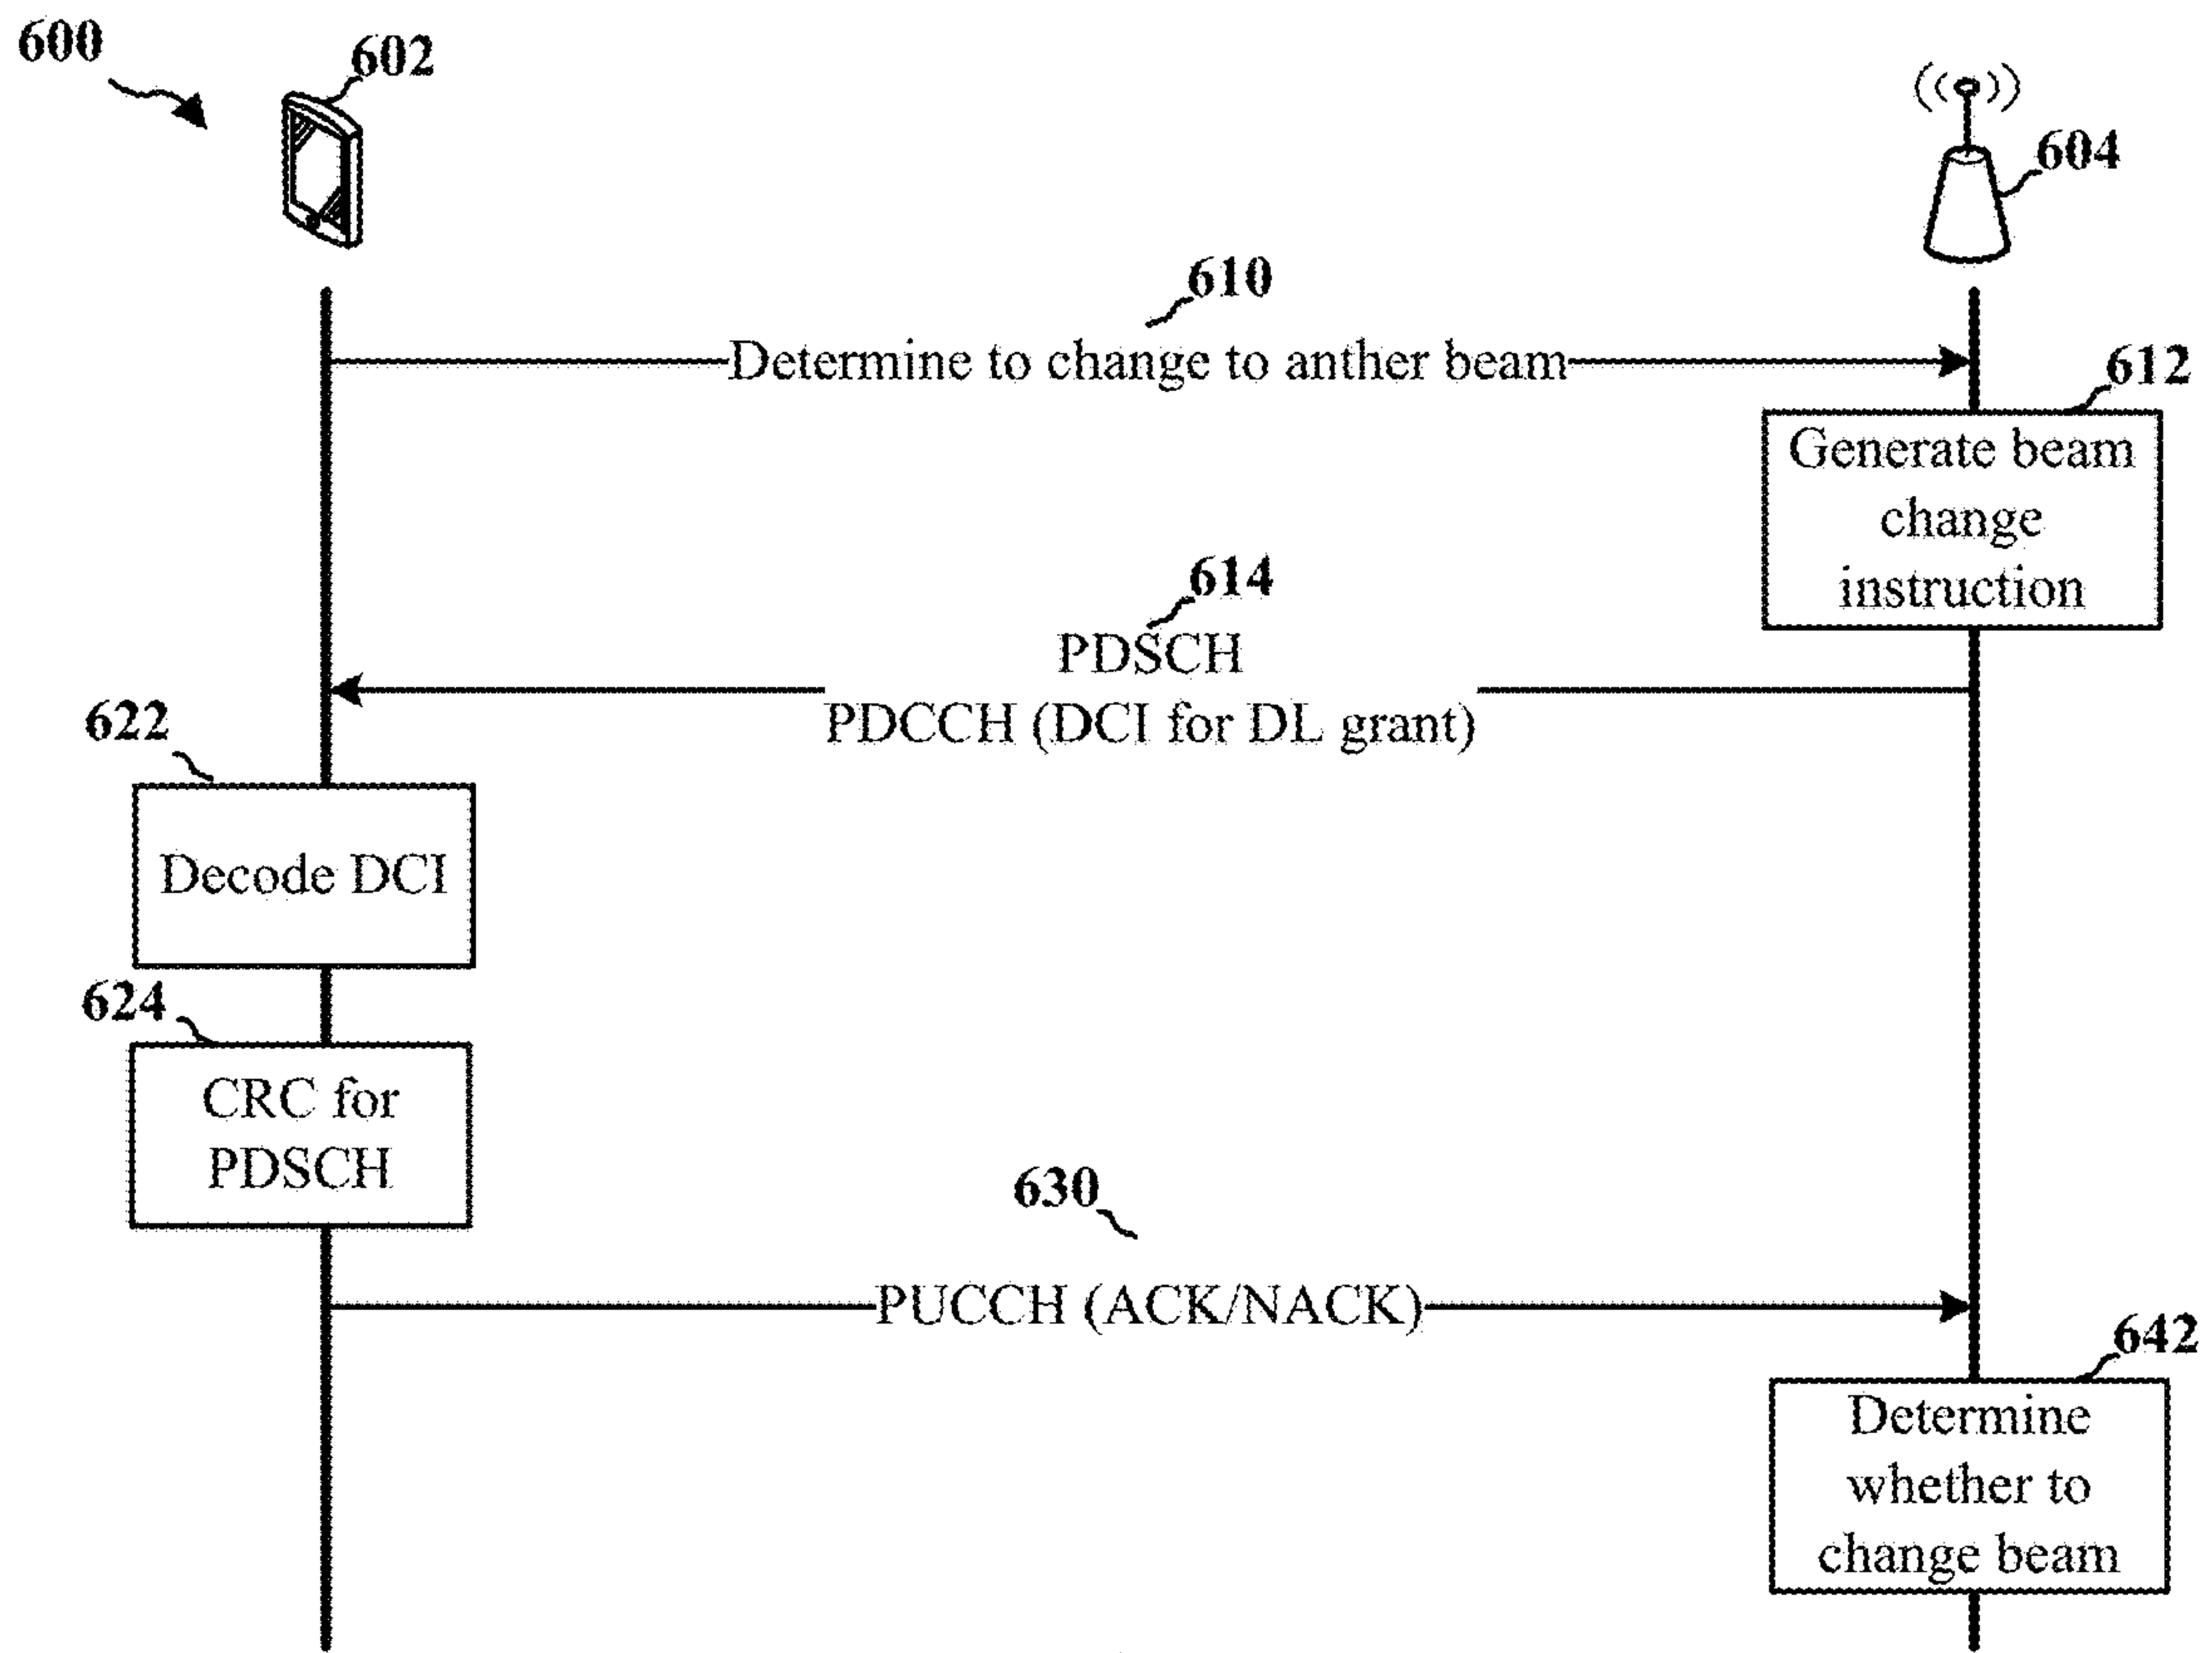 600
602
604
610
Determine to change to anther beam
612
Generate beam
change
instruction
614
PDSCH
PDCCH (DCI for DL grant)
622
Decode DCI
624
CRC for
PDSCH
630
PUCCH (ACK/NACK)
642
Determine
whether to
change beam